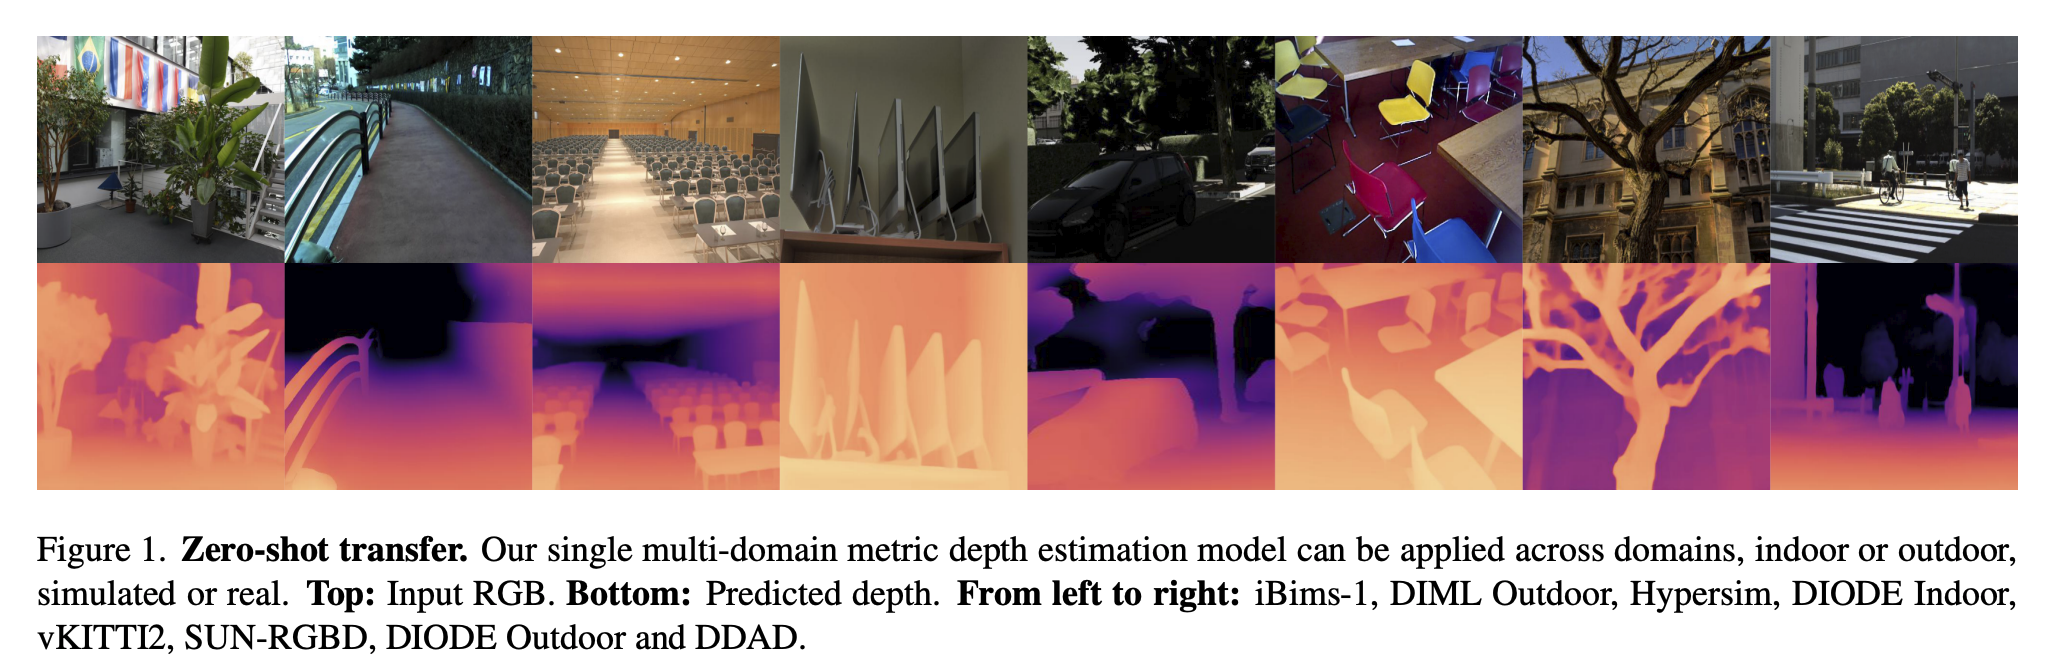 Figure 1. Zero-shot transfer. Our single multi-domain metric depth estimation model can be applied across domains, indoor or outdoor,
simulated or real. Top: Input RGB. Bottom: Predicted depth. From left to right: iBims-1, DIML Outdoor, Hypersim, DIODE Indoor,
vKITTI2, SUN-RGBD, DIODE Outdoor and DDAD.